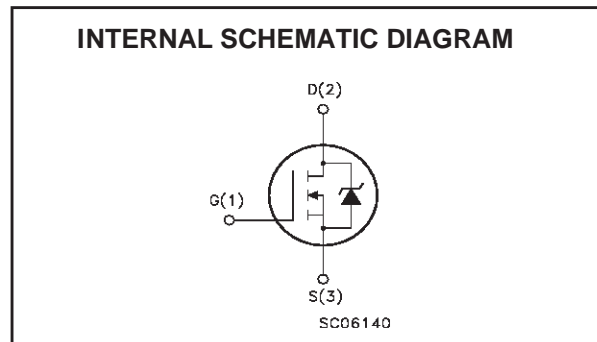 INTERNAL SCHEMATIC DIAGRAM
D(2)
G(1)
S(3)
SC06140